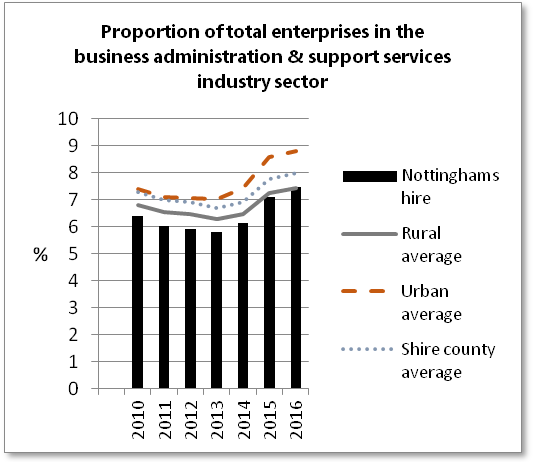 Proportion of total enterprises in the
business administration & support services
industry sector
10
9
8
7
6
5
4
3
2
1
0
%
2010
2011
2012
2013
2014
2015
2016
Nottinghams
hire
Rural
average
Urban
average
Shire county
average